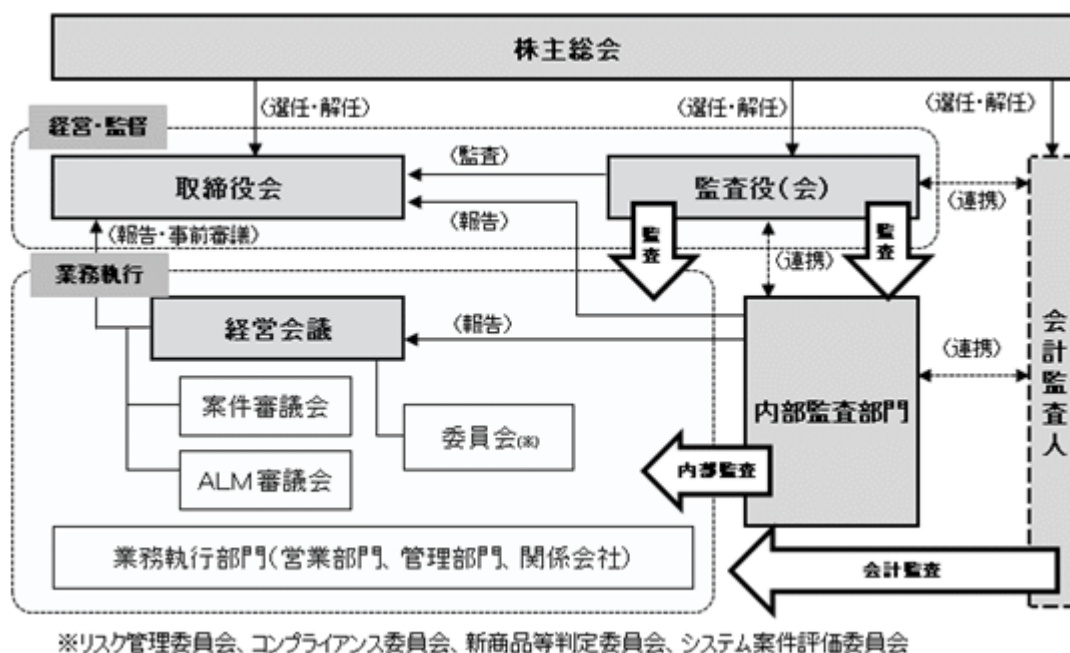 株主総会
〈選任・解任〉
〈選任・解任〉
〈選任・解任〉
経営・監督
取締役会
〈監査〉
監査役(会)
〈連携〉
〈報告〉
〈報告・事前審議〉
監査
監査
〈連携〉
業務執行
経営会議
〈報告〉
会計監査人
〈連携〉
案件審議会
委員会(※)
内部監査部門
ALM審議会
内部監査
業務執行部門(営業部門、管理部門、関係会社)
会計監査
※リスク管理委員会、コンプライアンス委員会、新商品等判定委員会、システム案件評価委員会